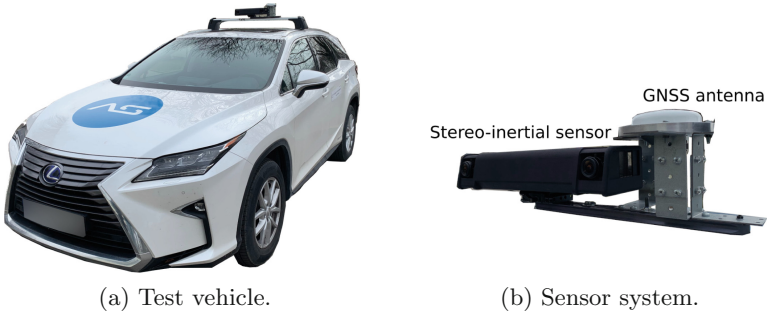 GNSS antenna
Stereo-inertial sensor
(a) Test vehicle.
(b) Sensor system.